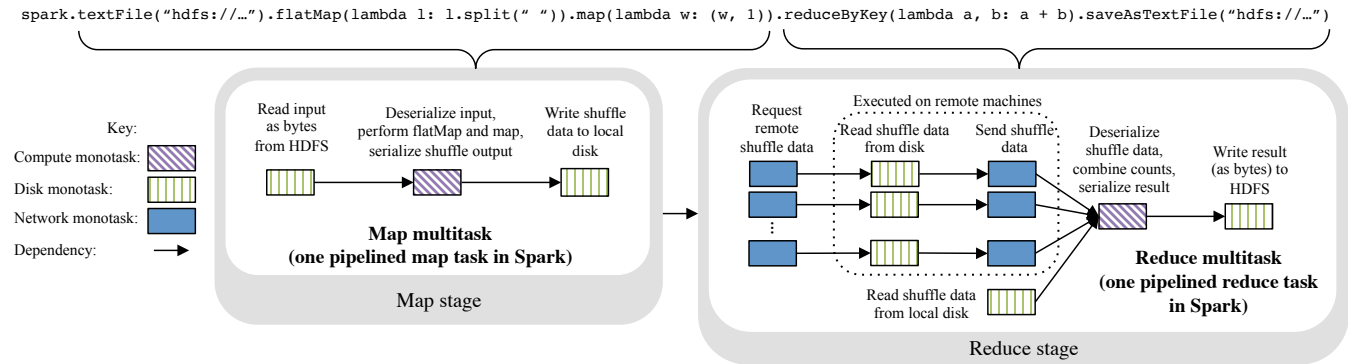 spark.textFile(“hdfs://…”).flatMap(lambda l: l.split(“ “)).map(lambda w: (w, 1)).reduceByKey(lambda a, b: a + b).saveAsTextFile(“hdfs://…”)
Key:
Compute monotask:
Disk monotask:
Network monotask:
Dependency:
Read input
as bytes
from HDFS
Deserialize input,
perform flatMap and map,
serialize shuffle output
Write shuffle
data to local
disk
Map multitask
(one pipelined map task in Spark)
Map stage
Request
remote
shuffle data
Executed on remote machines
Read shuffle data
from disk
Send shuffle
data
Deserialize
shuffle data,
combine counts,
serialize result
Write result
(as bytes) to
HDFS
...
Read shuffle data
from local disk
Reduce multitask
(one pipelined reduce task
in Spark)
Reduce stage